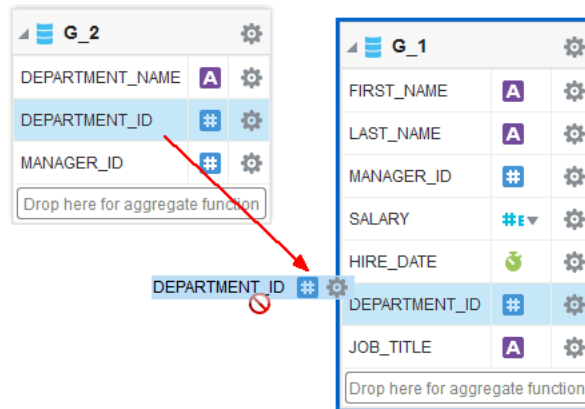 G_2
DEPARTMENT_NAME A
DEPARTMENT_ID #
MANAGER_ID #
Drop here for aggregate function
DEPARTMENT_ID #
G_1
FIRST_NAME A
LAST_NAME A
MANAGER_ID #
SALARY #E
HIRE_DATE
DEPARTMENT_ID #
JOB_TITLE A
Drop here for aggregate function